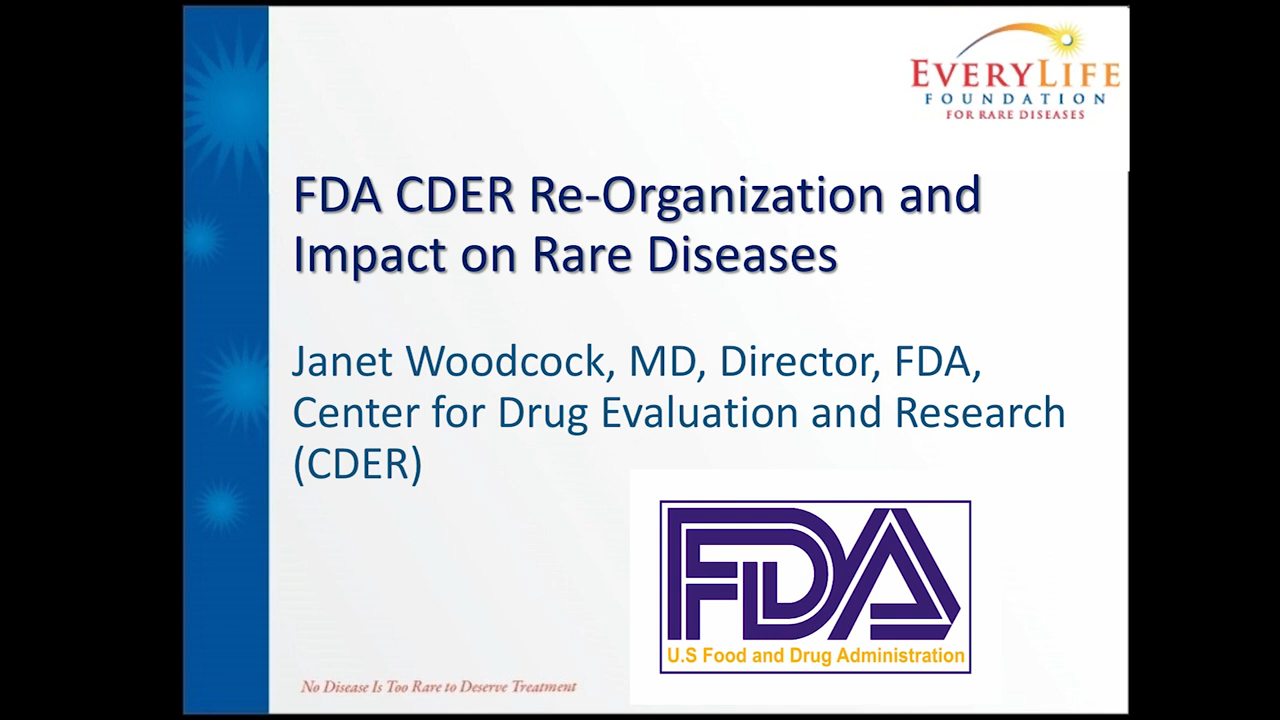 EVERYLIFE
FOUNDATION
FOR RARE DISEASES
FDA CDER Re-Organization and
Impact on Rare Diseases
Janet Woodcock, MD, Director, FDA,
Center for Drug Evaluation and Research
(CDER)
FDA
U.S Food and Drug Administration
No Disease Is Too Rare to Deserve Treatment